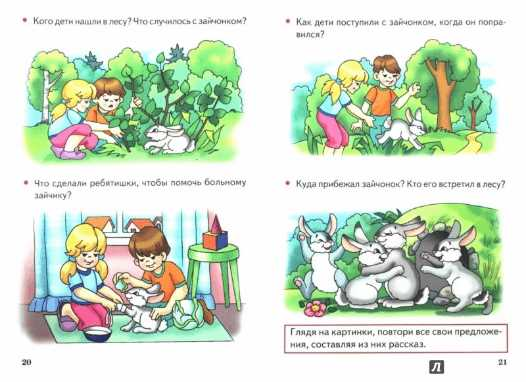 • Кого дети нашли в лесу? Что случилось с зайчонком?
• Что сделали ребятишки, чтобы помочь больному
зайчику?
20
• Как дети поступили с зайчонком, когда он попра-
вился?
• Куда прибежал зайчонок? Кто его встретил в лесу?
Глядя на картинки, повтори все свои предложе-
ния, составляя из них рассказ.
21
Л